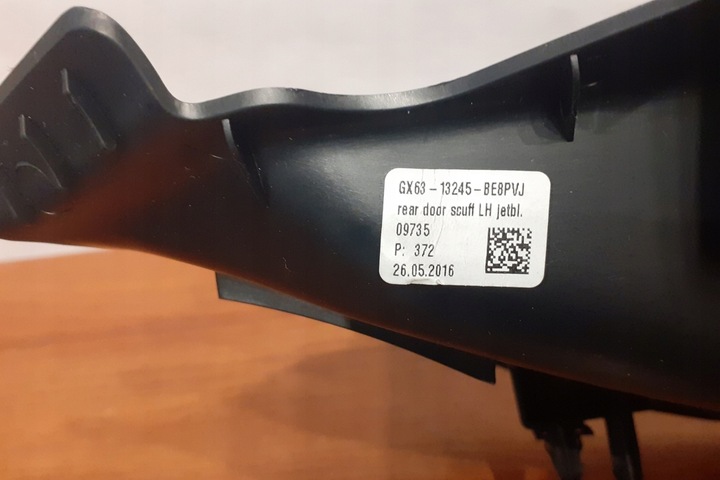 GX63-13245-BE8PVJ
rear door scuff LH jetbl.
09735
P: 372
26.05.2016